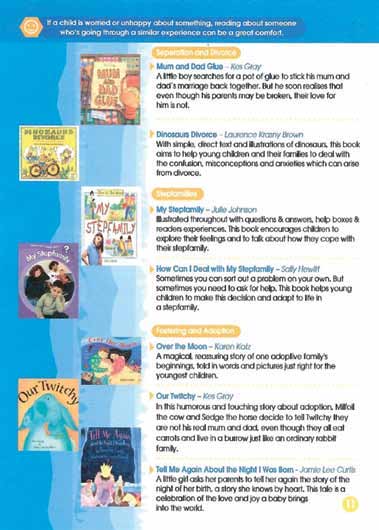 If a child is worried or unhappy about something, reading about someone
who's going through a similar experience can be a great comfort.
Seperation and Divorce
Mum and Dad Glue – Kes Gray
A little boy searches for a pot of glue to stick his mum and
dad's marriage back together. But he soon realises that
even though his parents may be broken, their love for
him is not.
MUM
AND
DAD
GLUE
Dinosaurs Divorce – Laurence Krasny Brown
With simple, direct text and illustrations of dinosaurs, this book
aims to help young children and their families to deal with
the confusion, misconceptions and anxieties which can arise
from divorce.
DINOSAURS
DIVORCE
Stepfamilies
My Stepfamily – Julie Johnson
Illustrated throughout with questions & answers, help boxes &
readers experiences. This book encourages children to
explore their feelings and to talk about how they cope with
their stepfamily.
MY
STEPFAMILY
How Can I Deal with My Stepfamily – Sally Hewitt
Sometimes you can sort out a problem on your own. But
sometimes you need to ask for help. This book helps young
children to make this decision and adapt to life in
a stepfamily.
My Stepfamily
Fostering and Adoption
Over the Moon – Karen Katz
A magical, reassuring story of one adoptive family's
beginnings, told in words and pictures just right for the
youngest children.
Over the Moon
Our Twitchy – Kes Gray
In this humorous and touching story about adoption, Milfoil
the cow and Sedge the horse decide to tell Twitchy they
are not his real mum and dad, even though they all eat
carrots and live in a burrow just like an ordinary rabbit
family.
Our Twitchy
Tell Me Again About the Night I Was Born - Jamie Lee Curtis
A little girl asks her parents to tell her again the story of the
night of her birth, a story she knows by heart. This tale is a
celebration of the love and joy a baby brings
into the world.
Tell Me Again
11